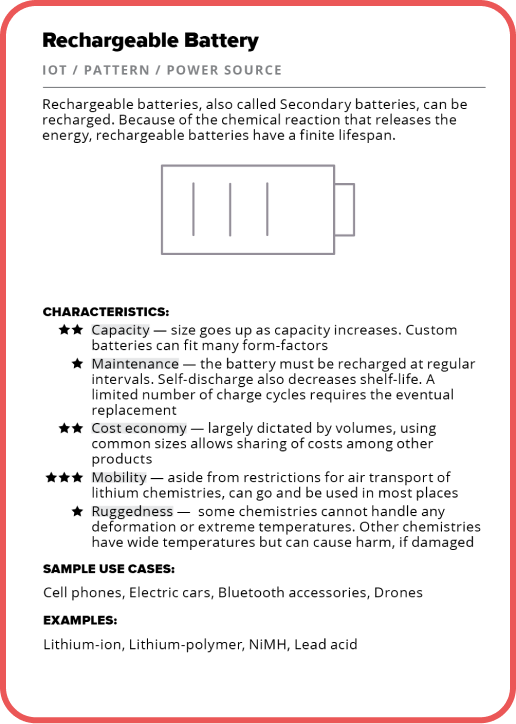 Rechargeable Battery
IOT / PATTERN / POWER SOURCE
Rechargeable batteries, also called Secondary batteries, can be
recharged. Because of the chemical reaction that releases the
energy, rechargeable batteries have a finite lifespan.
CHARACTERISTICS:
★★ Capacity — size goes up as capacity increases. Custom
batteries can fit many form-factors
★ Maintenance — the battery must be recharged at regular
intervals. Self-discharge also decreases shelf-life. A
limited number of charge cycles requires the eventual
replacement
★★ Cost economy — largely dictated by volumes, using
common sizes allows sharing of costs among other
products
★★★ Mobility — aside from restrictions for air transport of
lithium chemistries, can go and be used in most places
★ Ruggedness — some chemistries cannot handle any
deformation or extreme temperatures. Other chemistries
have wide temperatures but can cause harm, if damaged
SAMPLE USE CASES:
Cell phones, Electric cars, Bluetooth accessories, Drones
EXAMPLES:
Lithium-ion, Lithium-polymer, NiMH, Lead acid